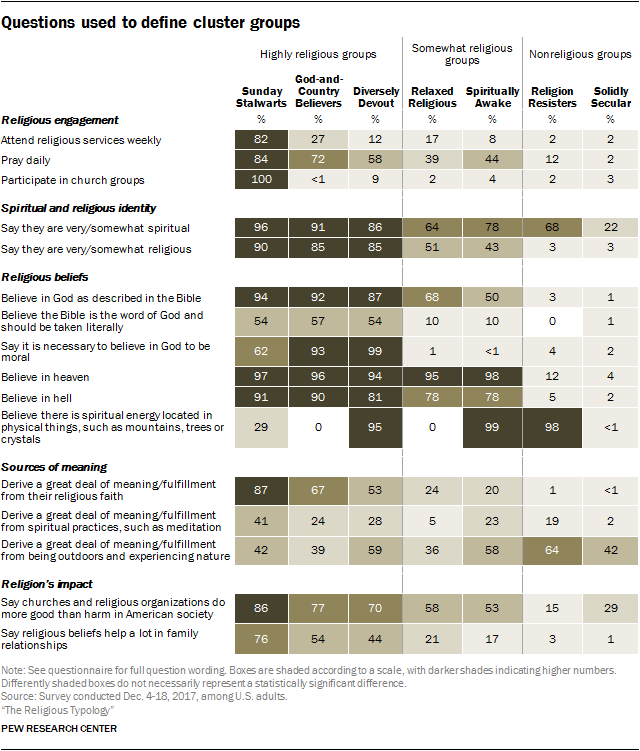 Questions used to define cluster groups
Highly religious groups
Somewhat religious
groups
Nonreligious groups
Sunday
Stalwarts
God-and-
Country
Believers
Diversely
Devout
Relaxed
Religious
Spiritually
Awake
Religion
Resisters
Solidly
Secular
Religious engagement % % % % % % %
Attend religious services weekly 82 27 12 17 8 2 2
Pray daily 84 72 58 39 44 12 2
Participate in church groups 100 <1 9 2 4 2 3
Spiritual and religious identity
Say they are very/somewhat spiritual 96 91 86 64 78 68 22
Say they are very/somewhat religious 90 85 85 51 43 3 3
Religious beliefs
Believe in God as described in the Bible 94 92 87 68 50 3 1
Believe the Bible is the word of God and
should be taken literally 54 57 54 10 10 0 1
Say it is necessary to believe in God to be
moral 62 93 99 1 <1 4 2
Believe in heaven 97 96 94 95 98 12 4
Believe in hell 91 90 81 78 78 5 2
Believe there is spiritual energy located in
physical things, such as mountains, trees or
crystals 29 0 95 0 99 98 <1
Sources of meaning
Derive a great deal of meaning/fulfillment
from their religious faith 87 67 53 24 20 1 <1
Derive a great deal of meaning/fulfillment
from spiritual practices, such as meditation 41 24 28 5 23 19 2
Derive a great deal of meaning/fulfillment
from being outdoors and experiencing nature 42 39 59 36 58 64 42
Religion's impact
Say churches and religious organizations do
more good than harm in American society 86 77 70 58 53 15 29
Say religious beliefs help a lot in family
relationships 76 54 44 21 17 3 1
Note: See questionnaire for full question wording. Boxes are shaded according to a scale, with darker shades indicating higher numbers.
Differently shaded boxes do not necessarily represent a statistically significant difference.
Source: Survey conducted Dec. 4-18, 2017, among U.S. adults.
"The Religious Typology"
PEW RESEARCH CENTER